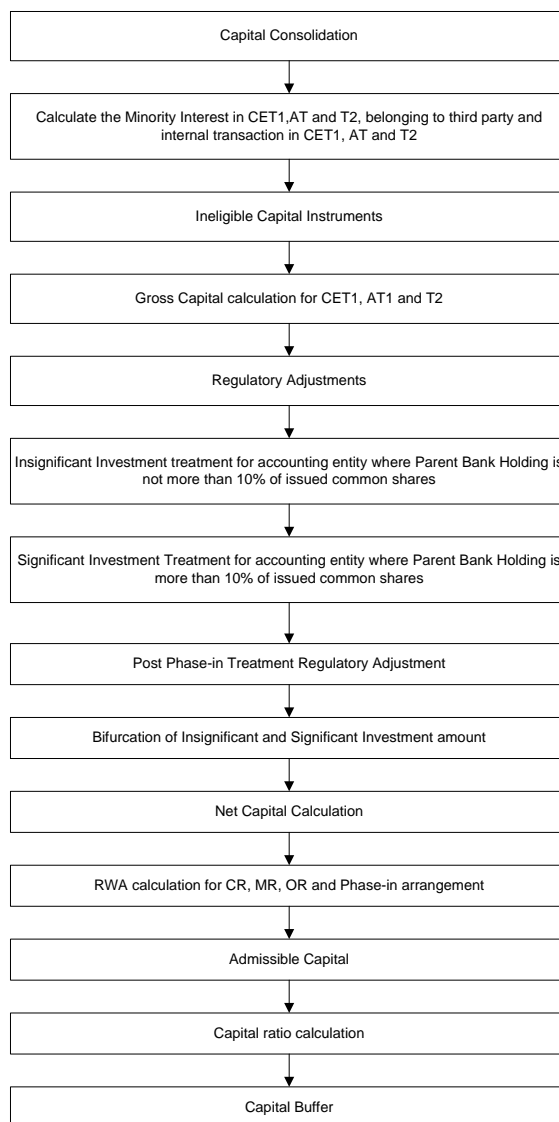 Capital Consolidation
Calculate the Minority Interest in CET1,AT and T2, belonging to third party and
internal transaction in CET1, AT and T2
Ineligible Capital Instruments
Gross Capital calculation for CET1, AT1 and T2
Regulatory Adjustments
Insignificant Investment treatment for accounting entity where Parent Bank Holding is
not more than 10% of issued common shares
Significant Investment Treatment for accounting entity where Parent Bank Holding is
more than 10% of issued common shares
Post Phase-in Treatment Regulatory Adjustment
Bifurcation of Insignificant and Significant Investment amount
Net Capital Calculation
RWA calculation for CR, MR, OR and Phase-in arrangement
Admissible Capital
Capital ratio calculation
Capital Buffer